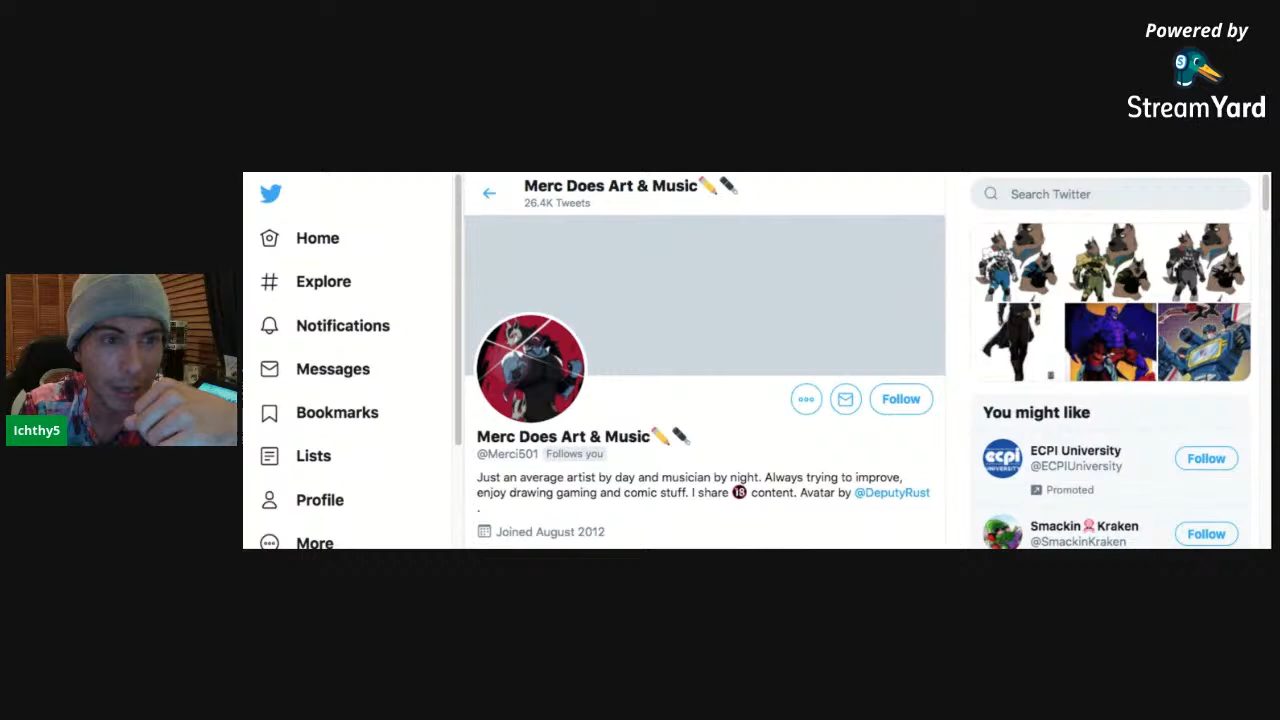 Powered by
StreamYard
Merc Does Art & Music✏️🎤
26.4K Tweets
Search Twitter
Home
Explore
Notifications
Messages
Bookmarks
Lists
Profile
More
Follow
Merc Does Art & Music✏️🎤
@Merci501 Follows you
Just an average artist by day and musician by night. Always trying to improve,
enjoy drawing gaming and comic stuff. I share 🔞 content. Avatar by @DeputyRust
.
Joined August 2012
You might like
ecpi
UNIVERSITY
ECPI University
@ECPIUniversity
Follow
Promoted
Smackin🐙Kraken
@SmackinKraken
Follow
Ichthy5